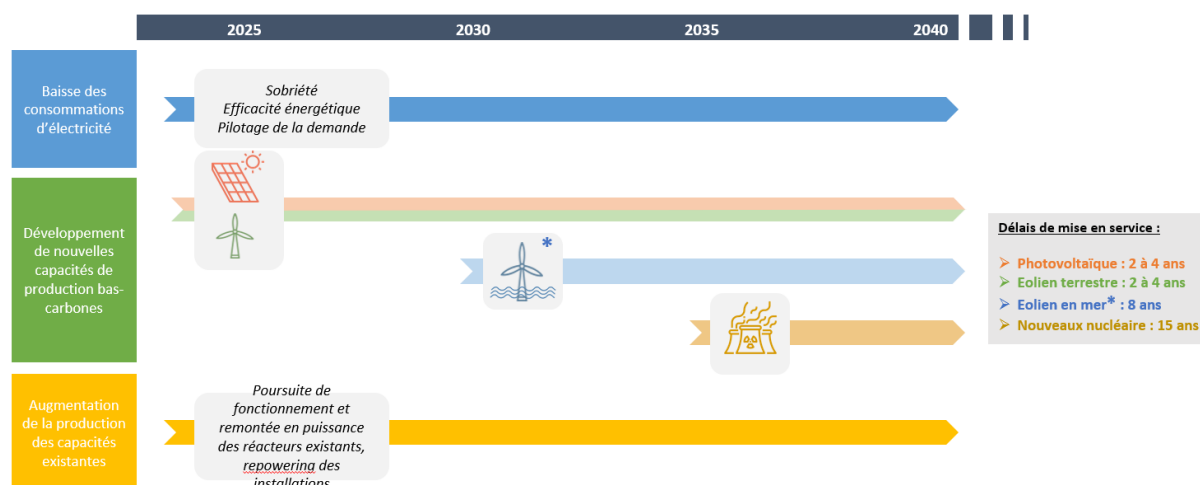 2025 2030 2035 2040
Baisse des
consommations
d'électricité
Sobriété
Efficacité énergétique
Pilotage de la demande
Développement
de nouvelles
capacités de
production bas-
carbones
*
Délais de mise en service :
Photovoltaïque : 2 à 4 ans
Eolien terrestre : 2 à 4 ans
Eolien en mer* : 8 ans
Nouveaux nucléaire : 15 ans
Augmentation
de la production
des capacités
existantes
Poursuite de
fonctionnement et
remontée en puissance
des réacteurs existants,
repowering des
installations